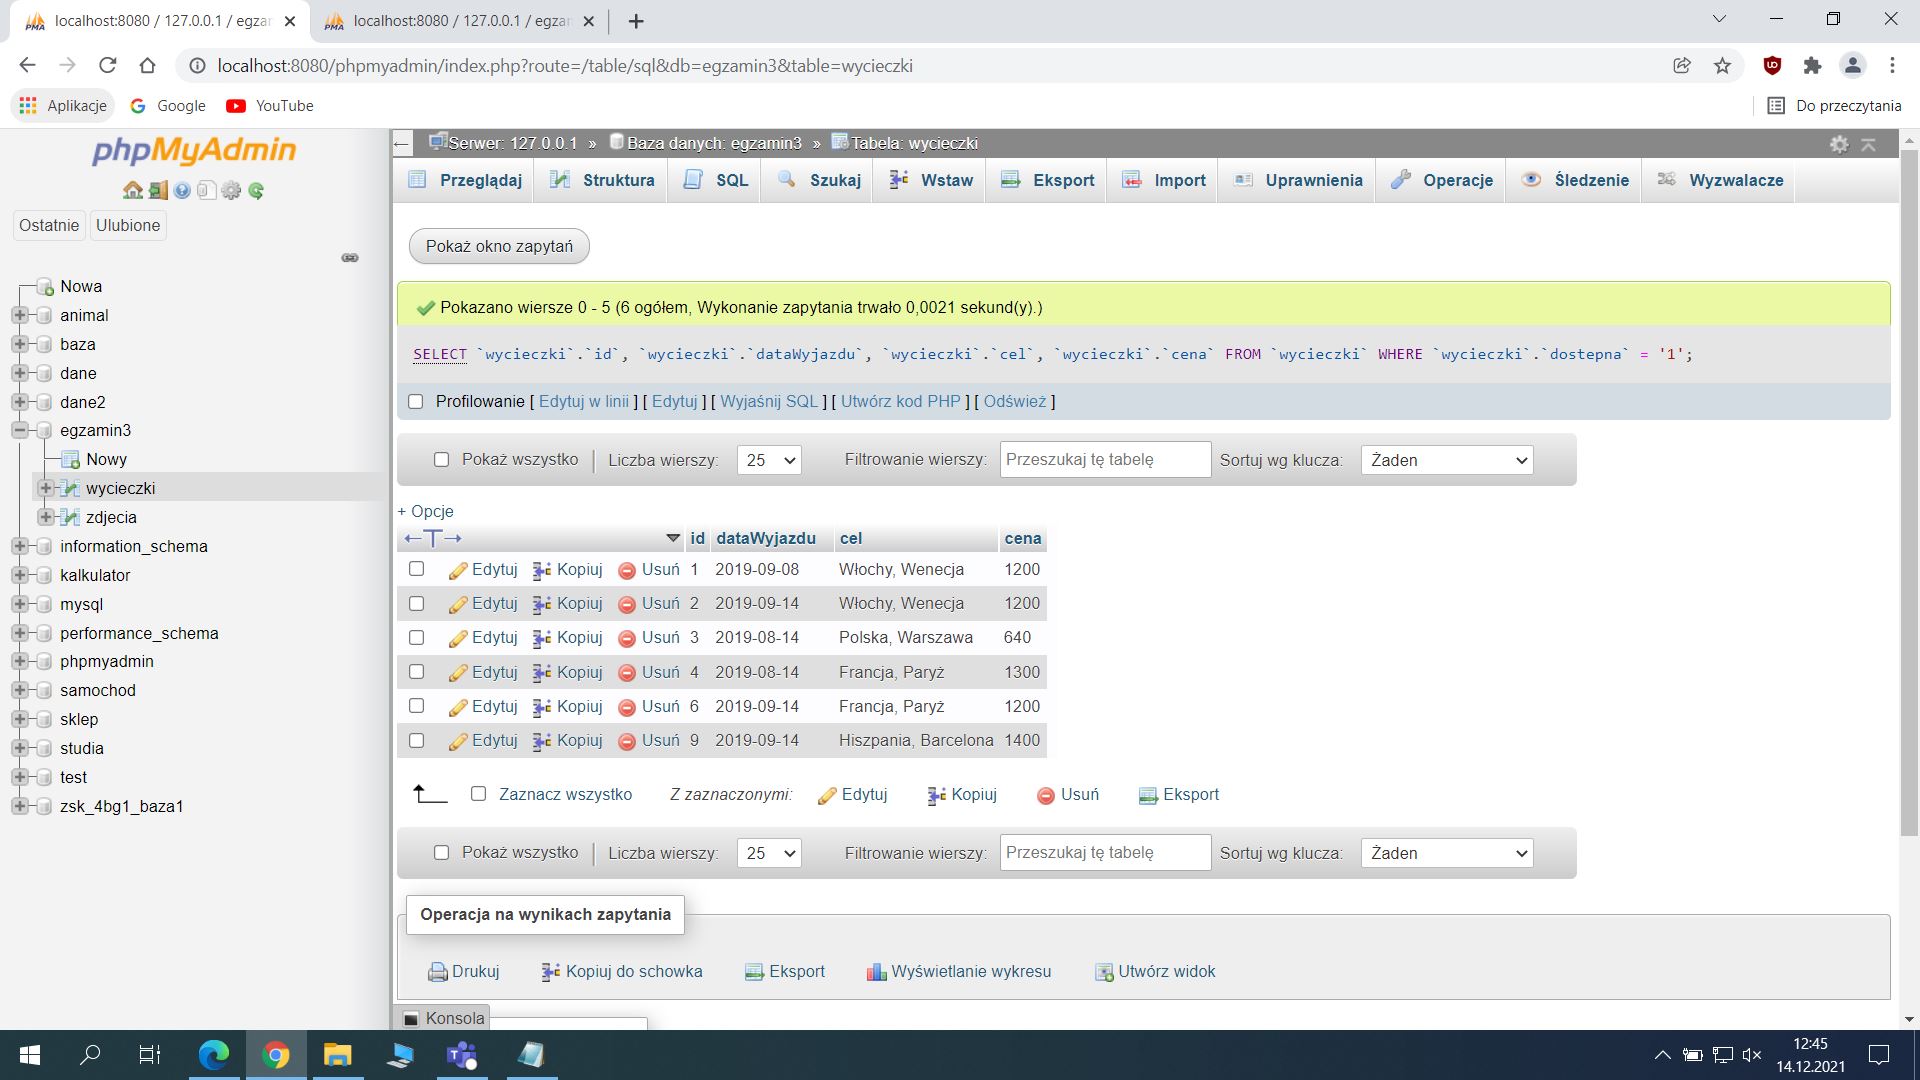 localhost:8080 / 127.0.0.1 / egzar
localhost:8080 / 127.0.0.1 / egzar
localhost:8080/phpmyadmin/index.php?route=/table/sql&db=egzamin3&table=wycieczki
Aplikacje Google YouTube Do przeczytania
phpMyAdmin
Ostatnie Ulubione
Nowa
animal
baza
dane
dane2
egzamin3
Nowy
wycieczki
zdjecia
information_schema
kalkulator
mysql
performance_schema
phpmyadmin
samochod
sklep
studia
test
zsk_4bg1_baza1
Serwer: 127.0.0.1 » Baza danych: egzamin3 » Tabela: wycieczki
Przeglądaj Struktura SQL Szukaj Wstaw Eksport Import Uprawnienia Operacje Śledzenie Wyzwalacze
Pokaż okno zapytań
Pokazano wiersze 0 - 5 (6 ogółem, Wykonanie zapytania trwało 0,0021 sekund(y).)
SELECT `wycieczki`.`id`, `wycieczki`.`dataWyjazdu`, `wycieczki`.`cel`, `wycieczki`.`cena` FROM `wycieczki` WHERE `wycieczki`.`dostepna` = '1';
Profilowanie [ Edytuj w linii ] [ Edytuj ] [ Wyjaśnij SQL ] [ Utwórz kod PHP ] [ Odśwież ]
Pokaż wszystko Liczba wierszy: 25 Filtrowanie wierszy: Przeszukaj tę tabelę Sortuj wg klucza: Żaden
+ Opcje
id dataWyjazdu cel cena
Edytuj Kopiuj Usuń 1 2019-09-08 Włochy, Wenecja 1200
Edytuj Kopiuj Usuń 2 2019-09-14 Włochy, Wenecja 1200
Edytuj Kopiuj Usuń 3 2019-08-14 Polska, Warszawa 640
Edytuj Kopiuj Usuń 4 2019-08-14 Francja, Paryż 1300
Edytuj Kopiuj Usuń 6 2019-09-14 Francja, Paryż 1200
Edytuj Kopiuj Usuń 9 2019-09-14 Hiszpania, Barcelona 1400
Zaznacz wszystko Z zaznaczonymi: Edytuj Kopiuj Usuń Eksport
Pokaż wszystko Liczba wierszy: 25 Filtrowanie wierszy: Przeszukaj tę tabelę Sortuj wg klucza: Żaden
Operacja na wynikach zapytania
Drukuj Kopiuj do schowka Eksport Wyświetlanie wykresu Utwórz widok
Konsola
12:45
14.12.2021